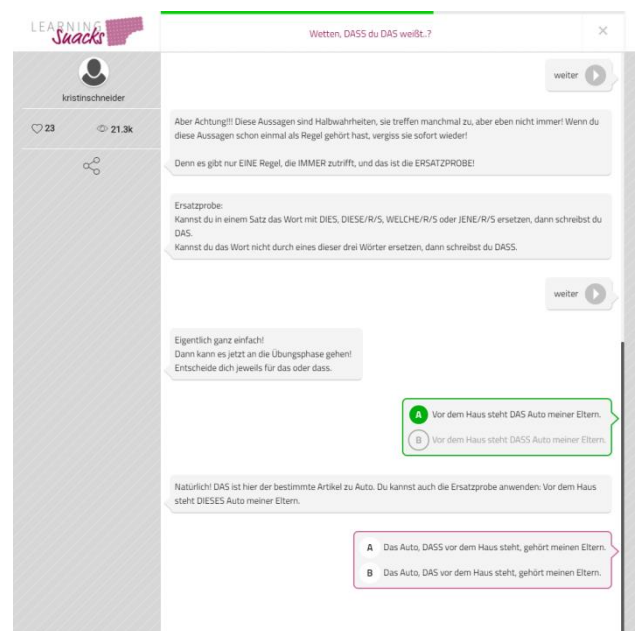 LEARNING
Snacks
Wetten, DASS du DAS weißt..?
kristinschneider
23
21.3k
weiter
Aber Achtung!!! Diese Aussagen sind Halbwahrheiten, sie treffen manchmal zu, aber eben nicht immer! Wenn du
diese Aussagen schon einmal als Regel gehört hast, vergiss sie sofort wieder!
Denn es gibt nur EINE Regel, die IMMER zutrifft, und das ist die ERSATZPROBE!
Ersatzprobe:
Kannst du in einem Satz das Wort mit DIES, DIESE/R/S, WELCHE/R/S oder JENE/R/S ersetzen, dann schreibst du
DAS.
Kannst du das Wort nicht durch eines dieser drei Wörter ersetzen, dann schreibst du DASS.
weiter
Eigentlich ganz einfach!
Dann kann es jetzt an die Übungsphase gehen!
Entscheide dich jeweils für das oder dass.
A Vor dem Haus steht DAS Auto meiner Eltern.
B Vor dem Haus steht DASS Auto meiner Eltern.
Natürlich! DAS ist hier der bestimmte Artikel zu Auto. Du kannst auch die Ersatzprobe anwenden: Vor dem Haus
steht DIESES Auto meiner Eltern.
A Das Auto, DASS vor dem Haus steht, gehört meinen Eltern.
B Das Auto, DAS vor dem Haus steht, gehört meinen Eltern.